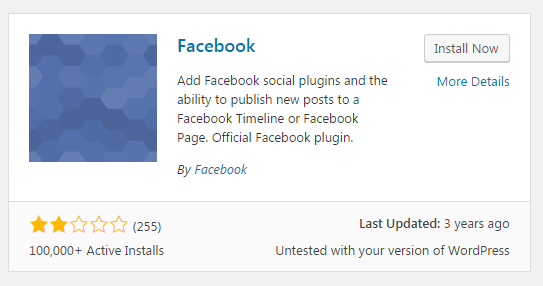 Facebook
Install Now
More Details
Add Facebook social plugins and the
ability to publish new posts to a
Facebook Timeline or Facebook
Page. Official Facebook plugin.
By Facebook
(255)
Last Updated: 3 years ago
100,000+ Active Installs
Untested with your version of WordPress